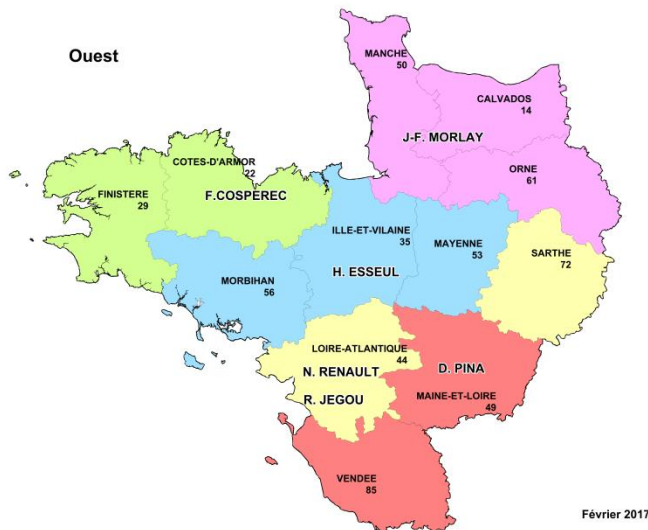 Ouest
MANCHE
50
CALVADOS
14
J-F. MORLAY
ORNE
61
COTES-D'ARMOR
22
FINISTERE
29
F.COSPEREC
ILLE-ET-VILAINE
35
MAYENNE
53
SARTHE
72
MORBIHAN
56
H. ESSEUL
LOIRE-ATLANTIQUE
44
N. RENAULT
R. JEGOU
D. PINA
MAINE-ET-LOIRE
49
VENDEE
85
Février 2017